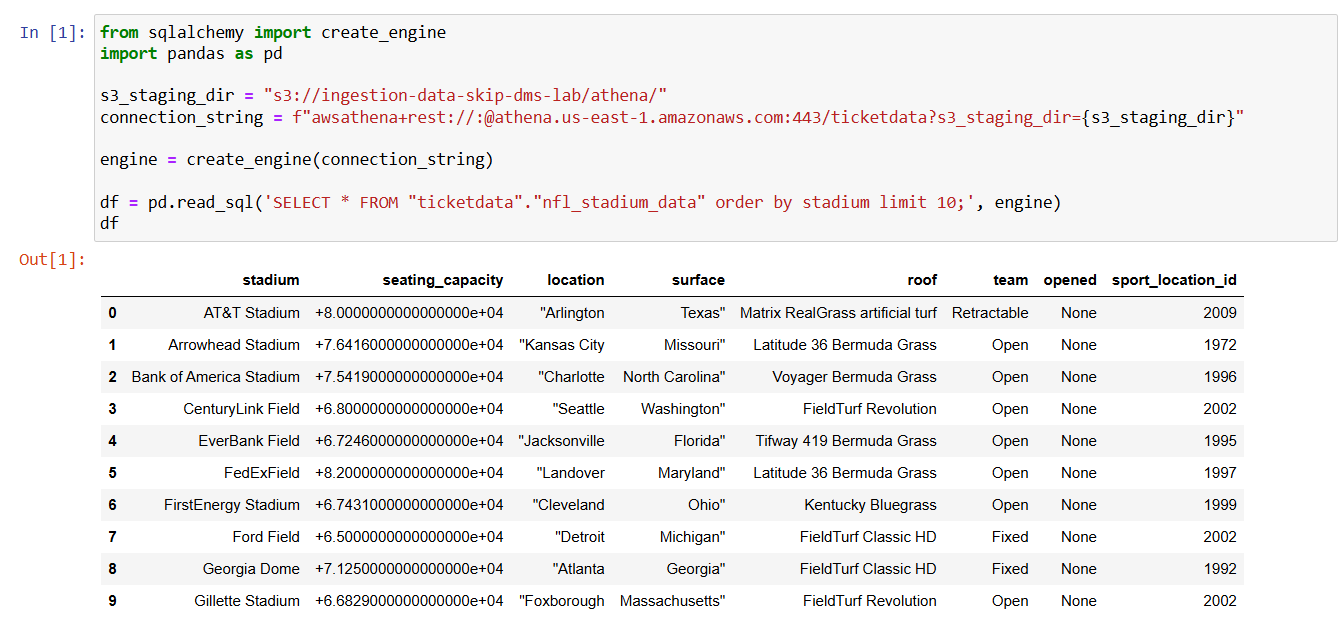 In [1]: from sqlalchemy import create_engine
import pandas as pd
s3_staging_dir = "s3://ingestion-data-skip-dms-lab/athena/"
connection_string = f"awsathena+rest://:@athena.us-east-1.amazonaws.com:443/ticketdata?s3_staging_dir={s3_staging_dir}"
engine = create_engine(connection_string)
df = pd.read_sql('SELECT * FROM "ticketdata"."nfl_stadium_data" order by stadium limit 10;', engine)
df
Out[1]:
stadium seating_capacity location surface roof team opened sport_location_id
0 AT&T Stadium +8.0000000000000000e+04 "Arlington Texas" Matrix RealGrass artificial turf Retractable None 2009
1 Arrowhead Stadium +7.6416000000000000e+04 "Kansas City Missouri" Latitude 36 Bermuda Grass Open None 1972
2 Bank of America Stadium +7.5419000000000000e+04 "Charlotte North Carolina" Voyager Bermuda Grass Open None 1996
3 CenturyLink Field +6.8000000000000000e+04 "Seattle Washington" FieldTurf Revolution Open None 2002
4 EverBank Field +6.7246000000000000e+04 "Jacksonville Florida" Tifway 419 Bermuda Grass Open None 1995
5 FedExField +8.2000000000000000e+04 "Landover Maryland" Latitude 36 Bermuda Grass Open None 1997
6 FirstEnergy Stadium +6.7431000000000000e+04 "Cleveland Ohio" Kentucky Bluegrass Open None 1999
7 Ford Field +6.5000000000000000e+04 "Detroit Michigan" FieldTurf Classic HD Fixed None 2002
8 Georgia Dome +7.1250000000000000e+04 "Atlanta Georgia" FieldTurf Classic HD Fixed None 1992
9 Gillette Stadium +6.6829000000000000e+04 "Foxborough Massachusetts" FieldTurf Revolution Open None 2002